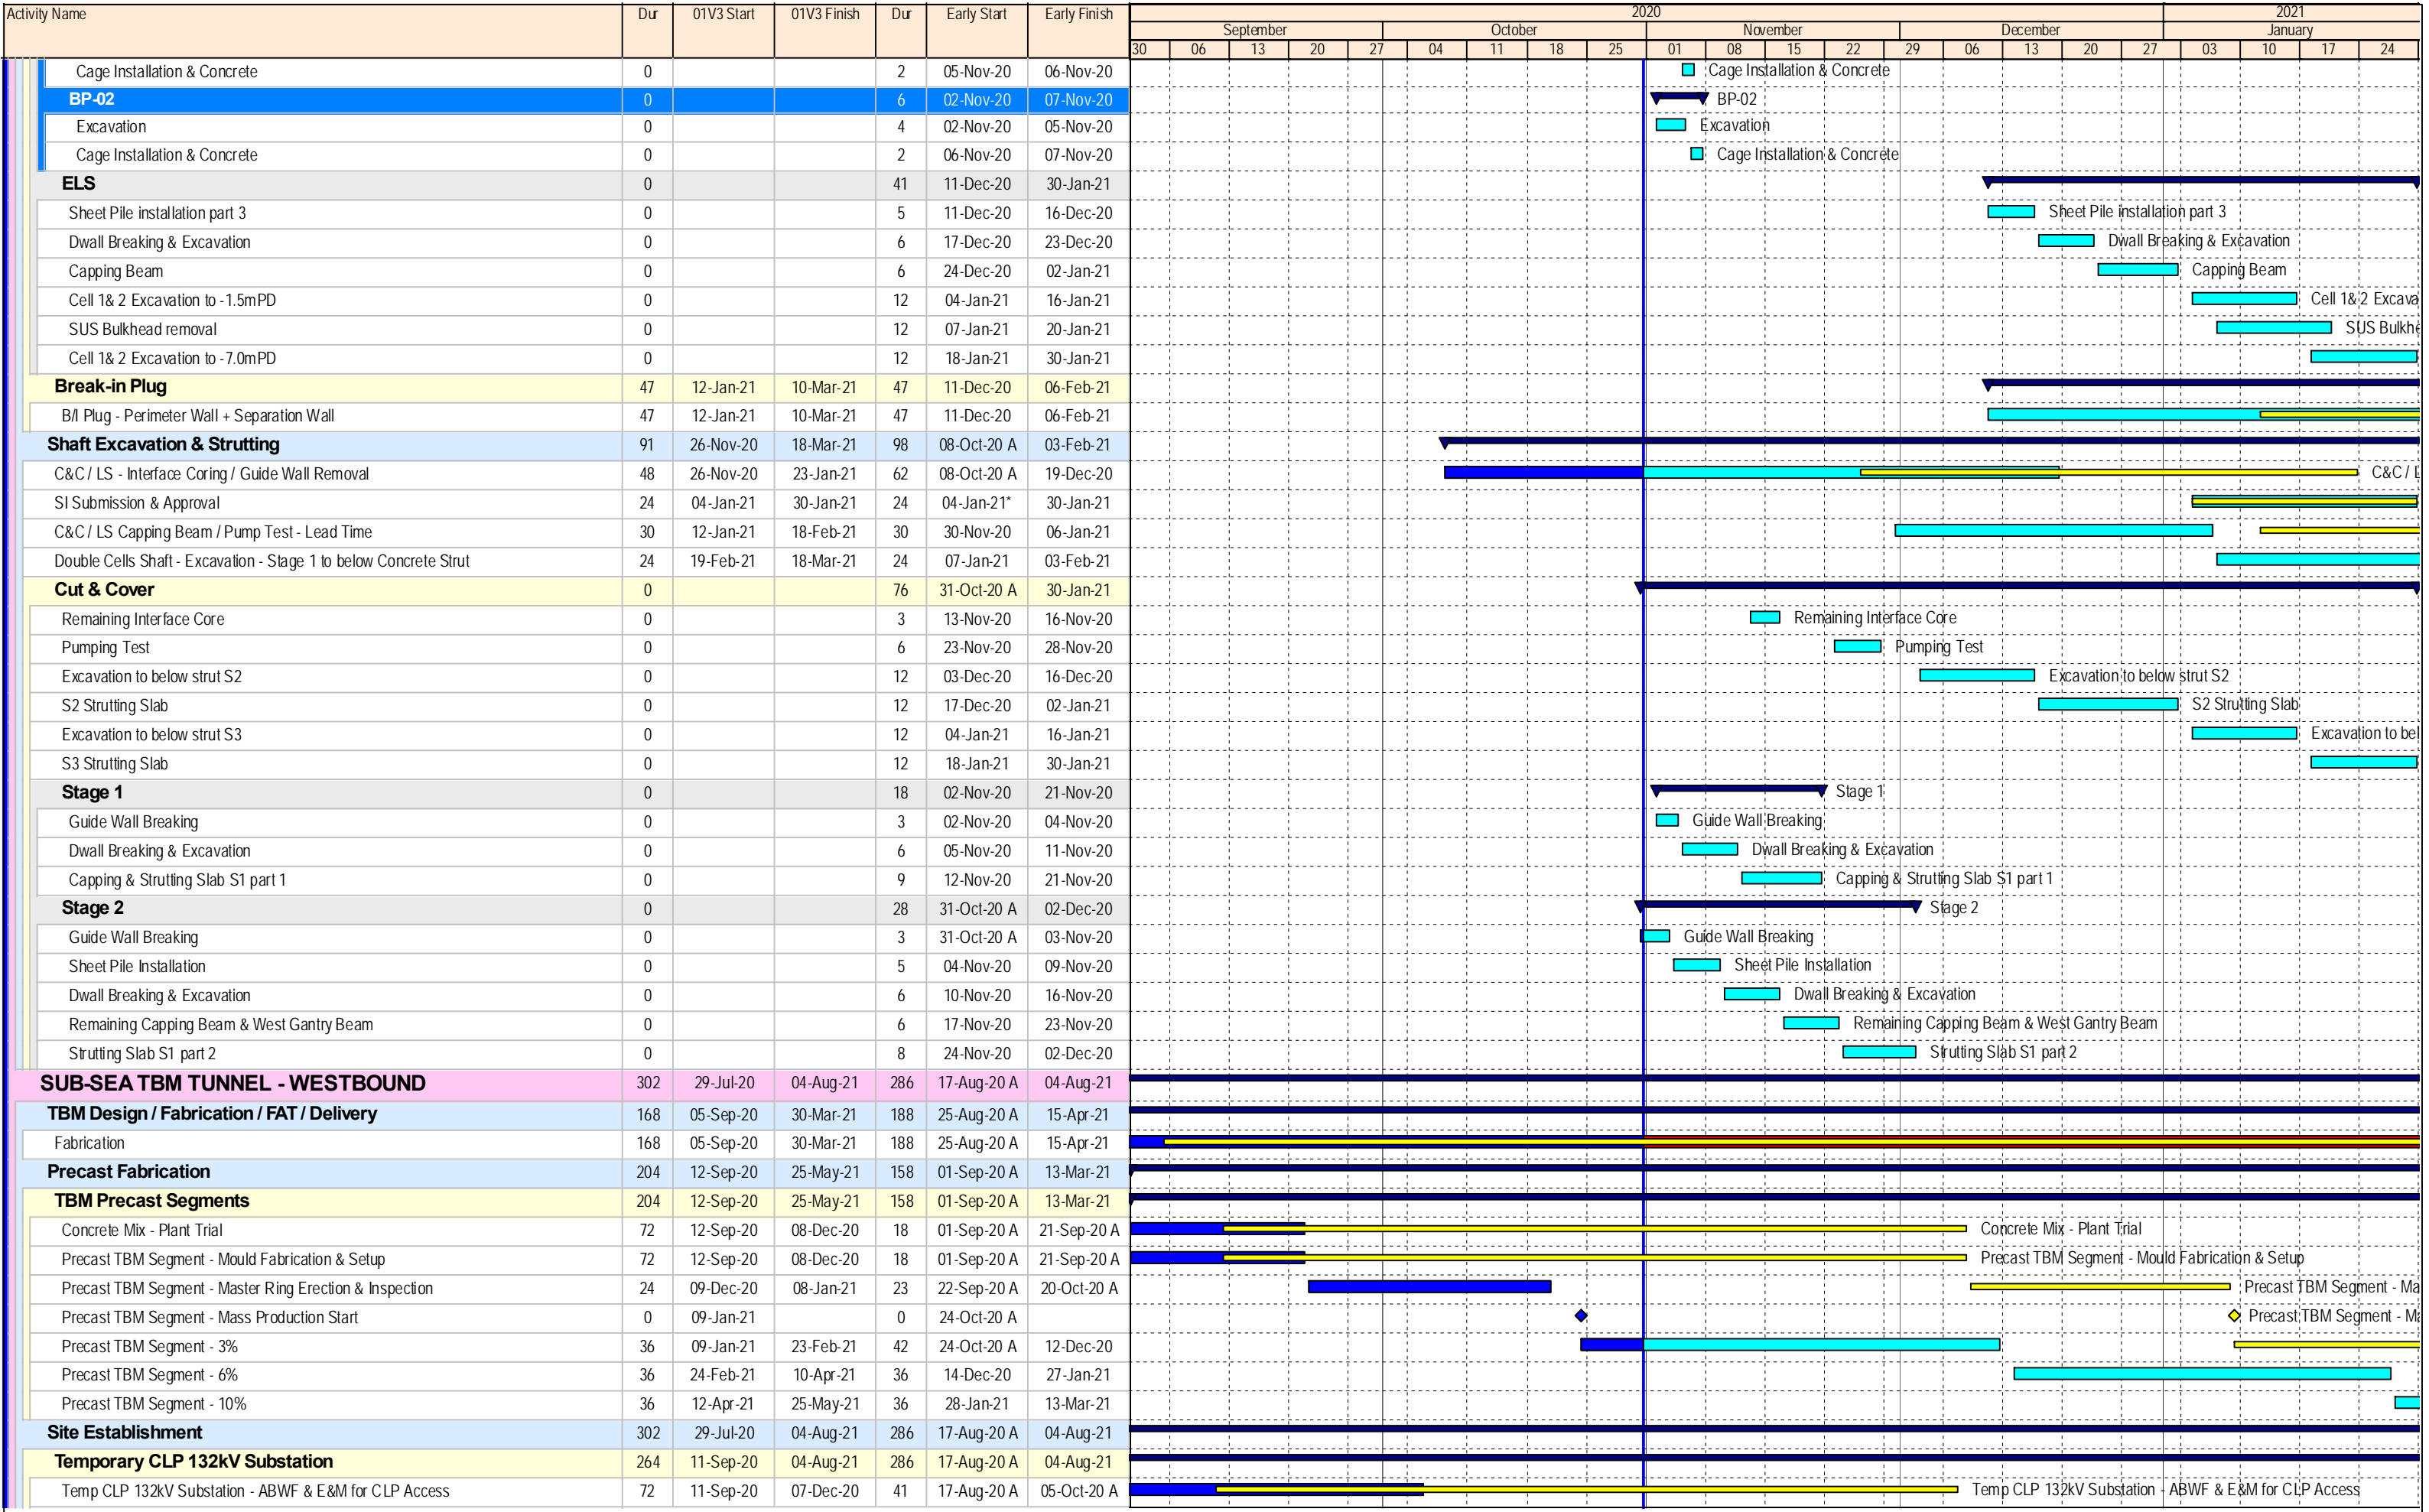 Activity Name Dur 01V3 Start 01V3 Finish Dur Early Start Early Finish 2020 2021
September October November December January
30 06 13 20 27 04 11 18 25 01 08 15 22 29 06 13 20 27 03 10 17 24
Cage Installation & Concrete 0 2 05-Nov-20 06-Nov-20 Cage Installation & Concrete
BP-02 0 6 02-Nov-20 07-Nov-20 BP-02
Excavation 0 4 02-Nov-20 05-Nov-20 Excavation
Cage Installation & Concrete 0 2 06-Nov-20 07-Nov-20 Cage Installation & Concrete
ELS 0 41 11-Dec-20 30-Jan-21
Sheet Pile installation part 3 0 5 11-Dec-20 16-Dec-20 Sheet Pile installation part 3
Dwall Breaking & Excavation 0 6 17-Dec-20 23-Dec-20 Dwall Breaking & Excavation
Capping Beam 0 6 24-Dec-20 02-Jan-21 Capping Beam
Cell 1& 2 Excavation to -1.5mPD 0 12 04-Jan-21 16-Jan-21 Cell 1& 2 Excava
SUS Bulkhead removal 0 12 07-Jan-21 20-Jan-21 SUS Bulkhe
Cell 1& 2 Excavation to -7.0mPD 0 12 18-Jan-21 30-Jan-21
Break-in Plug 47 12-Jan-21 10-Mar-21 47 11-Dec-20 06-Feb-21
B/I Plug - Perimeter Wall + Separation Wall 47 12-Jan-21 10-Mar-21 47 11-Dec-20 06-Feb-21
Shaft Excavation & Strutting 91 26-Nov-20 18-Mar-21 98 08-Oct-20 A 03-Feb-21
C&C / LS - Interface Coring / Guide Wall Removal 48 26-Nov-20 23-Jan-21 62 08-Oct-20 A 19-Dec-20 C&C / L
SI Submission & Approval 24 04-Jan-21 30-Jan-21 24 04-Jan-21* 30-Jan-21
C&C / LS Capping Beam / Pump Test - Lead Time 30 12-Jan-21 18-Feb-21 30 30-Nov-20 06-Jan-21
Double Cells Shaft - Excavation - Stage 1 to below Concrete Strut 24 19-Feb-21 18-Mar-21 24 07-Jan-21 03-Feb-21
Cut & Cover 0 76 31-Oct-20 A 30-Jan-21
Remaining Interface Core 0 3 13-Nov-20 16-Nov-20 Remaining Interface Core
Pumping Test 0 6 23-Nov-20 28-Nov-20 Pumping Test
Excavation to below strut S2 0 12 03-Dec-20 16-Dec-20 Excavation to below strut S2
S2 Strutting Slab 0 12 17-Dec-20 02-Jan-21 S2 Strutting Slab
Excavation to below strut S3 0 12 04-Jan-21 16-Jan-21 Excavation to bel
S3 Strutting Slab 0 12 18-Jan-21 30-Jan-21
Stage 1 0 18 02-Nov-20 21-Nov-20 Stage 1
Guide Wall Breaking 0 3 02-Nov-20 04-Nov-20 Guide Wall Breaking
Dwall Breaking & Excavation 0 6 05-Nov-20 11-Nov-20 Dwall Breaking & Excavation
Capping & Strutting Slab S1 part 1 0 9 12-Nov-20 21-Nov-20 Capping & Strutting Slab S1 part 1
Stage 2 0 28 31-Oct-20 A 02-Dec-20 Stage 2
Guide Wall Breaking 0 3 31-Oct-20 A 03-Nov-20 Guide Wall Breaking
Sheet Pile Installation 0 5 04-Nov-20 09-Nov-20 Sheet Pile Installation
Dwall Breaking & Excavation 0 6 10-Nov-20 16-Nov-20 Dwall Breaking & Excavation
Remaining Capping Beam & West Gantry Beam 0 6 17-Nov-20 23-Nov-20 Remaining Capping Beam & West Gantry Beam
Strutting Slab S1 part 2 0 8 24-Nov-20 02-Dec-20 Strutting Slab S1 part 2
SUB-SEA TBM TUNNEL - WESTBOUND 302 29-Jul-20 04-Aug-21 286 17-Aug-20 A 04-Aug-21
TBM Design / Fabrication / FAT / Delivery 168 05-Sep-20 30-Mar-21 188 25-Aug-20 A 15-Apr-21
Fabrication 168 05-Sep-20 30-Mar-21 188 25-Aug-20 A 15-Apr-21
Precast Fabrication 204 12-Sep-20 25-May-21 158 01-Sep-20 A 13-Mar-21
TBM Precast Segments 204 12-Sep-20 25-May-21 158 01-Sep-20 A 13-Mar-21
Concrete Mix - Plant Trial 72 12-Sep-20 08-Dec-20 18 01-Sep-20 A 21-Sep-20 A Concrete Mix - Plant Trial
Precast TBM Segment - Mould Fabrication & Setup 72 12-Sep-20 08-Dec-20 18 01-Sep-20 A 21-Sep-20 A Precast TBM Segment - Mould Fabrication & Setup
Precast TBM Segment - Master Ring Erection & Inspection 24 09-Dec-20 08-Jan-21 23 22-Sep-20 A 20-Oct-20 A Precast TBM Segment - Ma
Precast TBM Segment - Mass Production Start 0 09-Jan-21 0 24-Oct-20 A Precast TBM Segment - Ma
Precast TBM Segment - 3% 36 09-Jan-21 23-Feb-21 42 24-Oct-20 A 12-Dec-20
Precast TBM Segment - 6% 36 24-Feb-21 10-Apr-21 36 14-Dec-20 27-Jan-21
Precast TBM Segment - 10% 36 12-Apr-21 25-May-21 36 28-Jan-21 13-Mar-21
Site Establishment 302 29-Jul-20 04-Aug-21 286 17-Aug-20 A 04-Aug-21
Temporary CLP 132kV Substation 264 11-Sep-20 04-Aug-21 286 17-Aug-20 A 04-Aug-21
Temp CLP 132kV Substation - ABWF & E&M for CLP Access 72 11-Sep-20 07-Dec-20 41 17-Aug-20 A 05-Oct-20 A Temp CLP 132kV Substation - ABWF & E&M for CLP Access